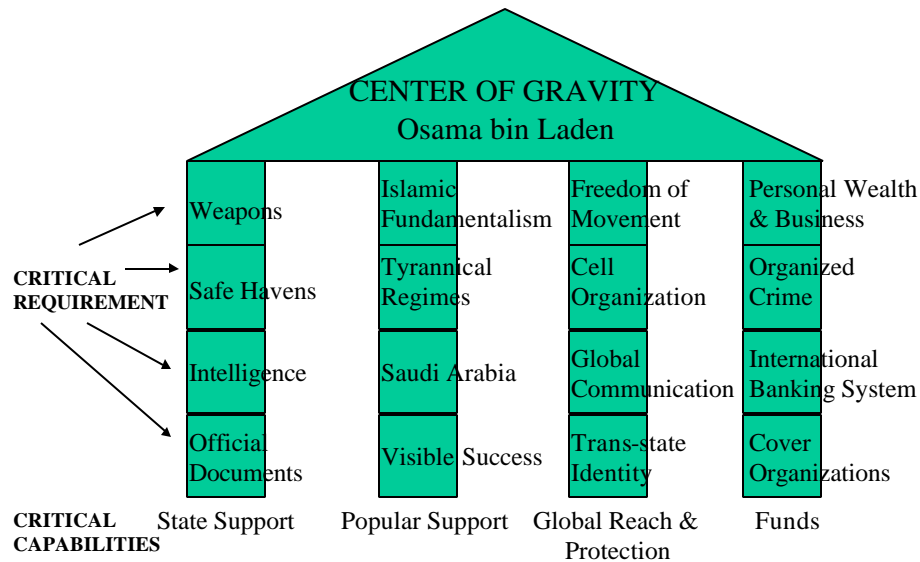 CENTER OF GRAVITY
Osama bin Laden
Weapons
Islamic
Fundamentalism
Freedom of
Movement
Personal Wealth
& Business
CRITICAL
REQUIREMENT
Safe Havens
Tyrannical
Regimes
Cell
Organization
Organized
Crime
Intelligence
Saudi Arabia
Global
Communication
International
Banking System
Official
Documents
Visible Success
Trans-state
Identity
Cover
Organizations
CRITICAL
CAPABILITIES
State Support
Popular Support
Global Reach &
Protection
Funds